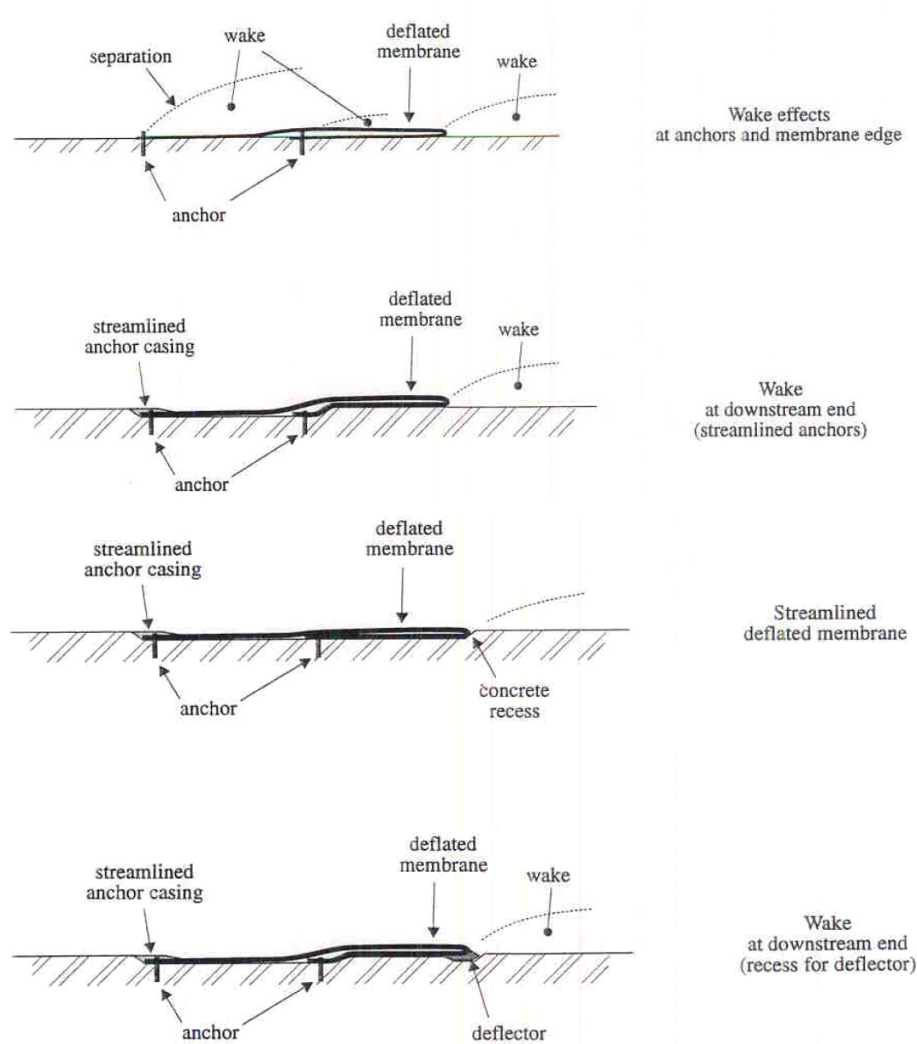 deflated
membrane
wake
separation
wake
Wake effects
at anchors and membrane edge
anchor
deflated
membrane
streamlined
anchor casing
wake
Wake
at downstream end
(streamlined anchors)
anchor
deflated
membrane
streamlined
anchor casing
Streamlined
deflated membrane
anchor
concrete
recess
deflated
membrane
streamlined
anchor casing
wake
Wake
at downstream end
(recess for deflector)
anchor
deflector